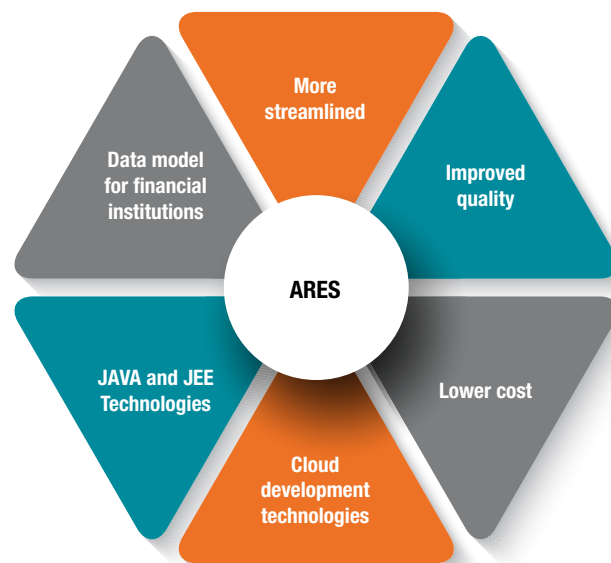 More
streamlined
Improved
quality
Lower cost
Cloud
development
technologies
JAVA and JEE
Technologies
Data model
for financial
institutions
ARES